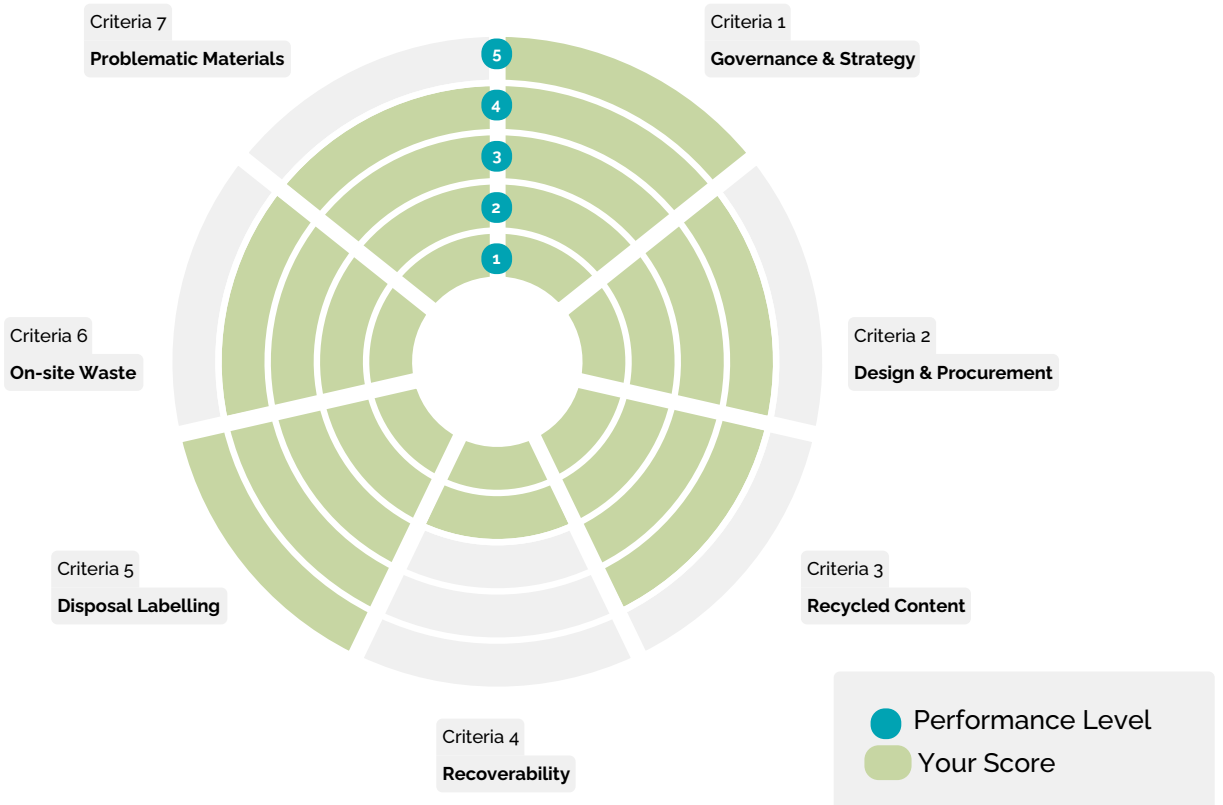 Criteria 7
Problematic Materials
Criteria 1
Governance & Strategy
5
4
3
2
1
Criteria 6
On-site Waste
Criteria 2
Design & Procurement
Criteria 5
Disposal Labelling
Criteria 3
Recycled Content
Criteria 4
Recoverability
Performance Level
Your Score